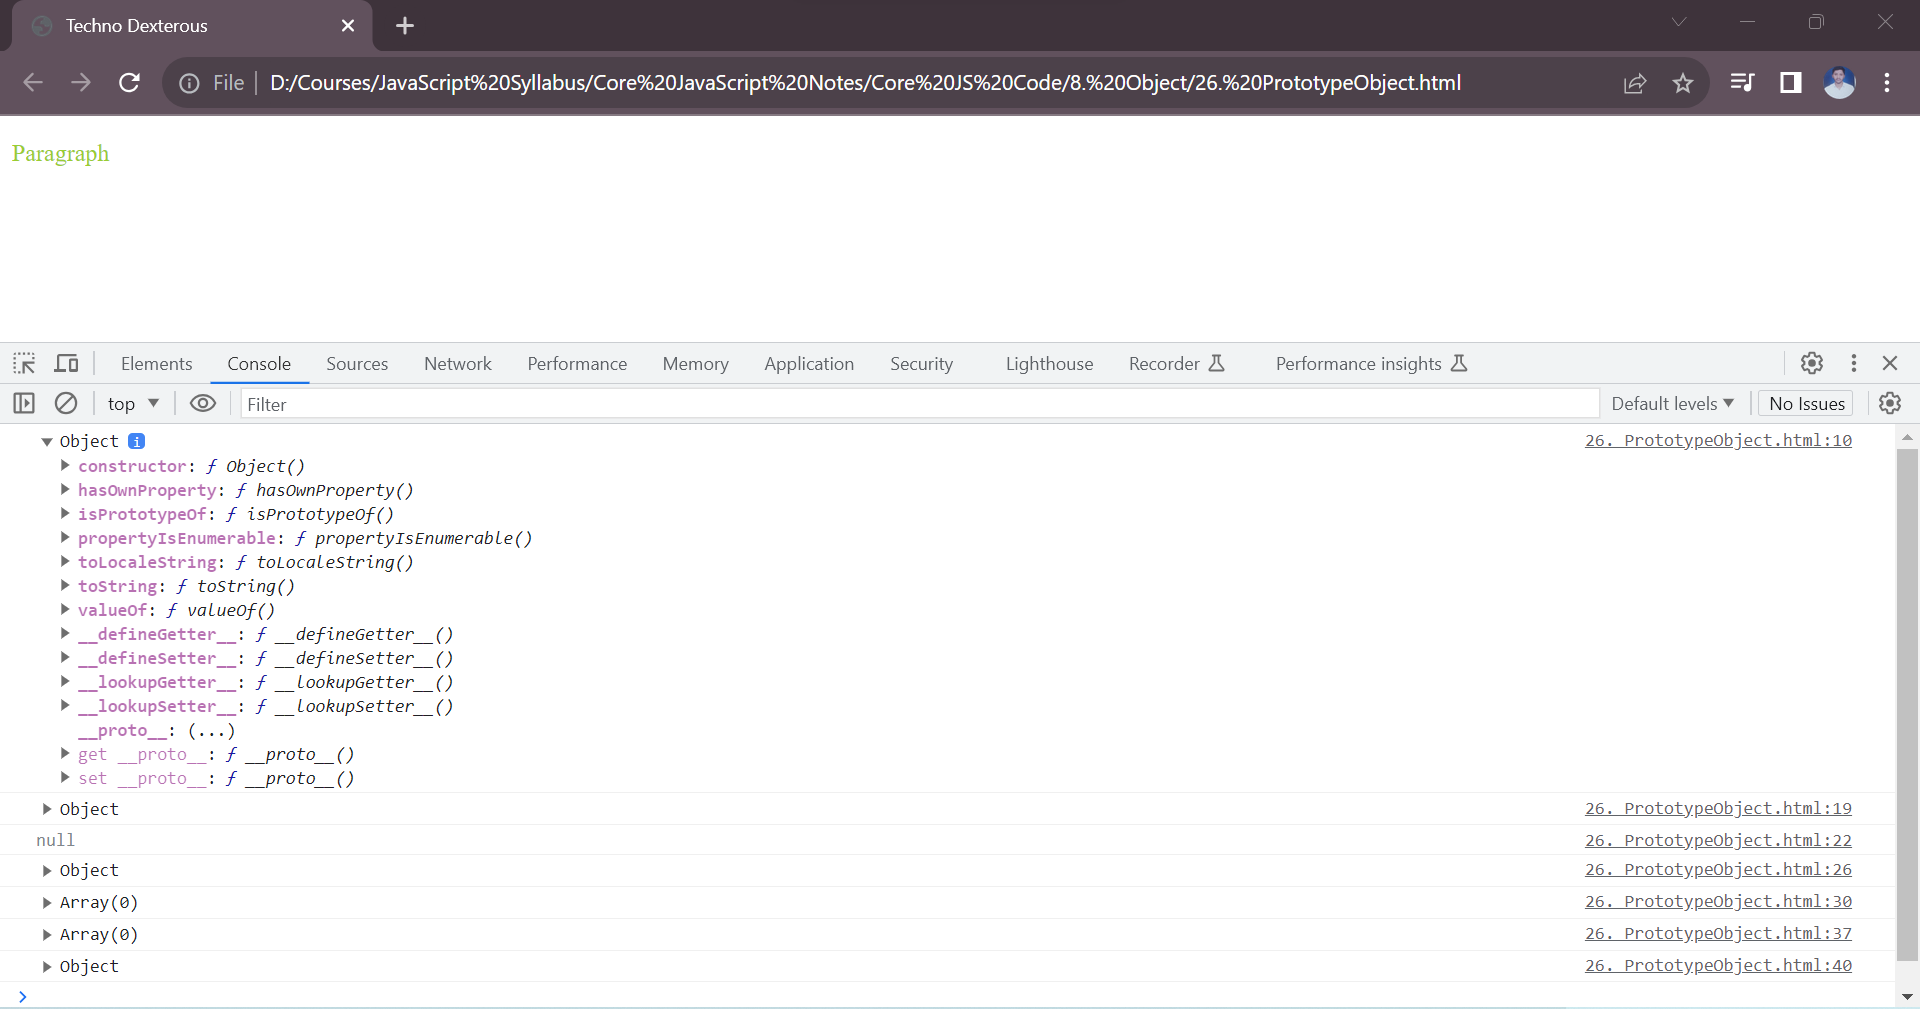 Techno Dexterous
File D:/Courses/JavaScript%20Syllabus/Core%20JavaScript%20Notes/Core%20JS%20Code/8.%20Object/26.%20PrototypeObject.html
Paragraph
Elements Console Sources Network Performance Memory Application Security Lighthouse Recorder Performance insights
top Filter Default levels No Issues
Object i 26. PrototypeObject.html:10
constructor: ƒ Object()
hasOwnProperty: ƒ hasOwnProperty()
isPrototypeOf: ƒ isPrototypeOf()
propertyIsEnumerable: ƒ propertyIsEnumerable()
toLocaleString: ƒ toLocaleString()
toString: ƒ toString()
valueOf: ƒ valueOf()
__defineGetter__: ƒ __defineGetter__()
__defineSetter__: ƒ __defineSetter__()
__lookupGetter__: ƒ __lookupGetter__()
__lookupSetter__: ƒ __lookupSetter__()
__proto__: (...)
get __proto__: ƒ __proto__()
set __proto__: ƒ __proto__()
Object 26. PrototypeObject.html:19
null 26. PrototypeObject.html:22
Object 26. PrototypeObject.html:26
Array(0) 26. PrototypeObject.html:30
Array(0) 26. PrototypeObject.html:37
Object 26. PrototypeObject.html:40